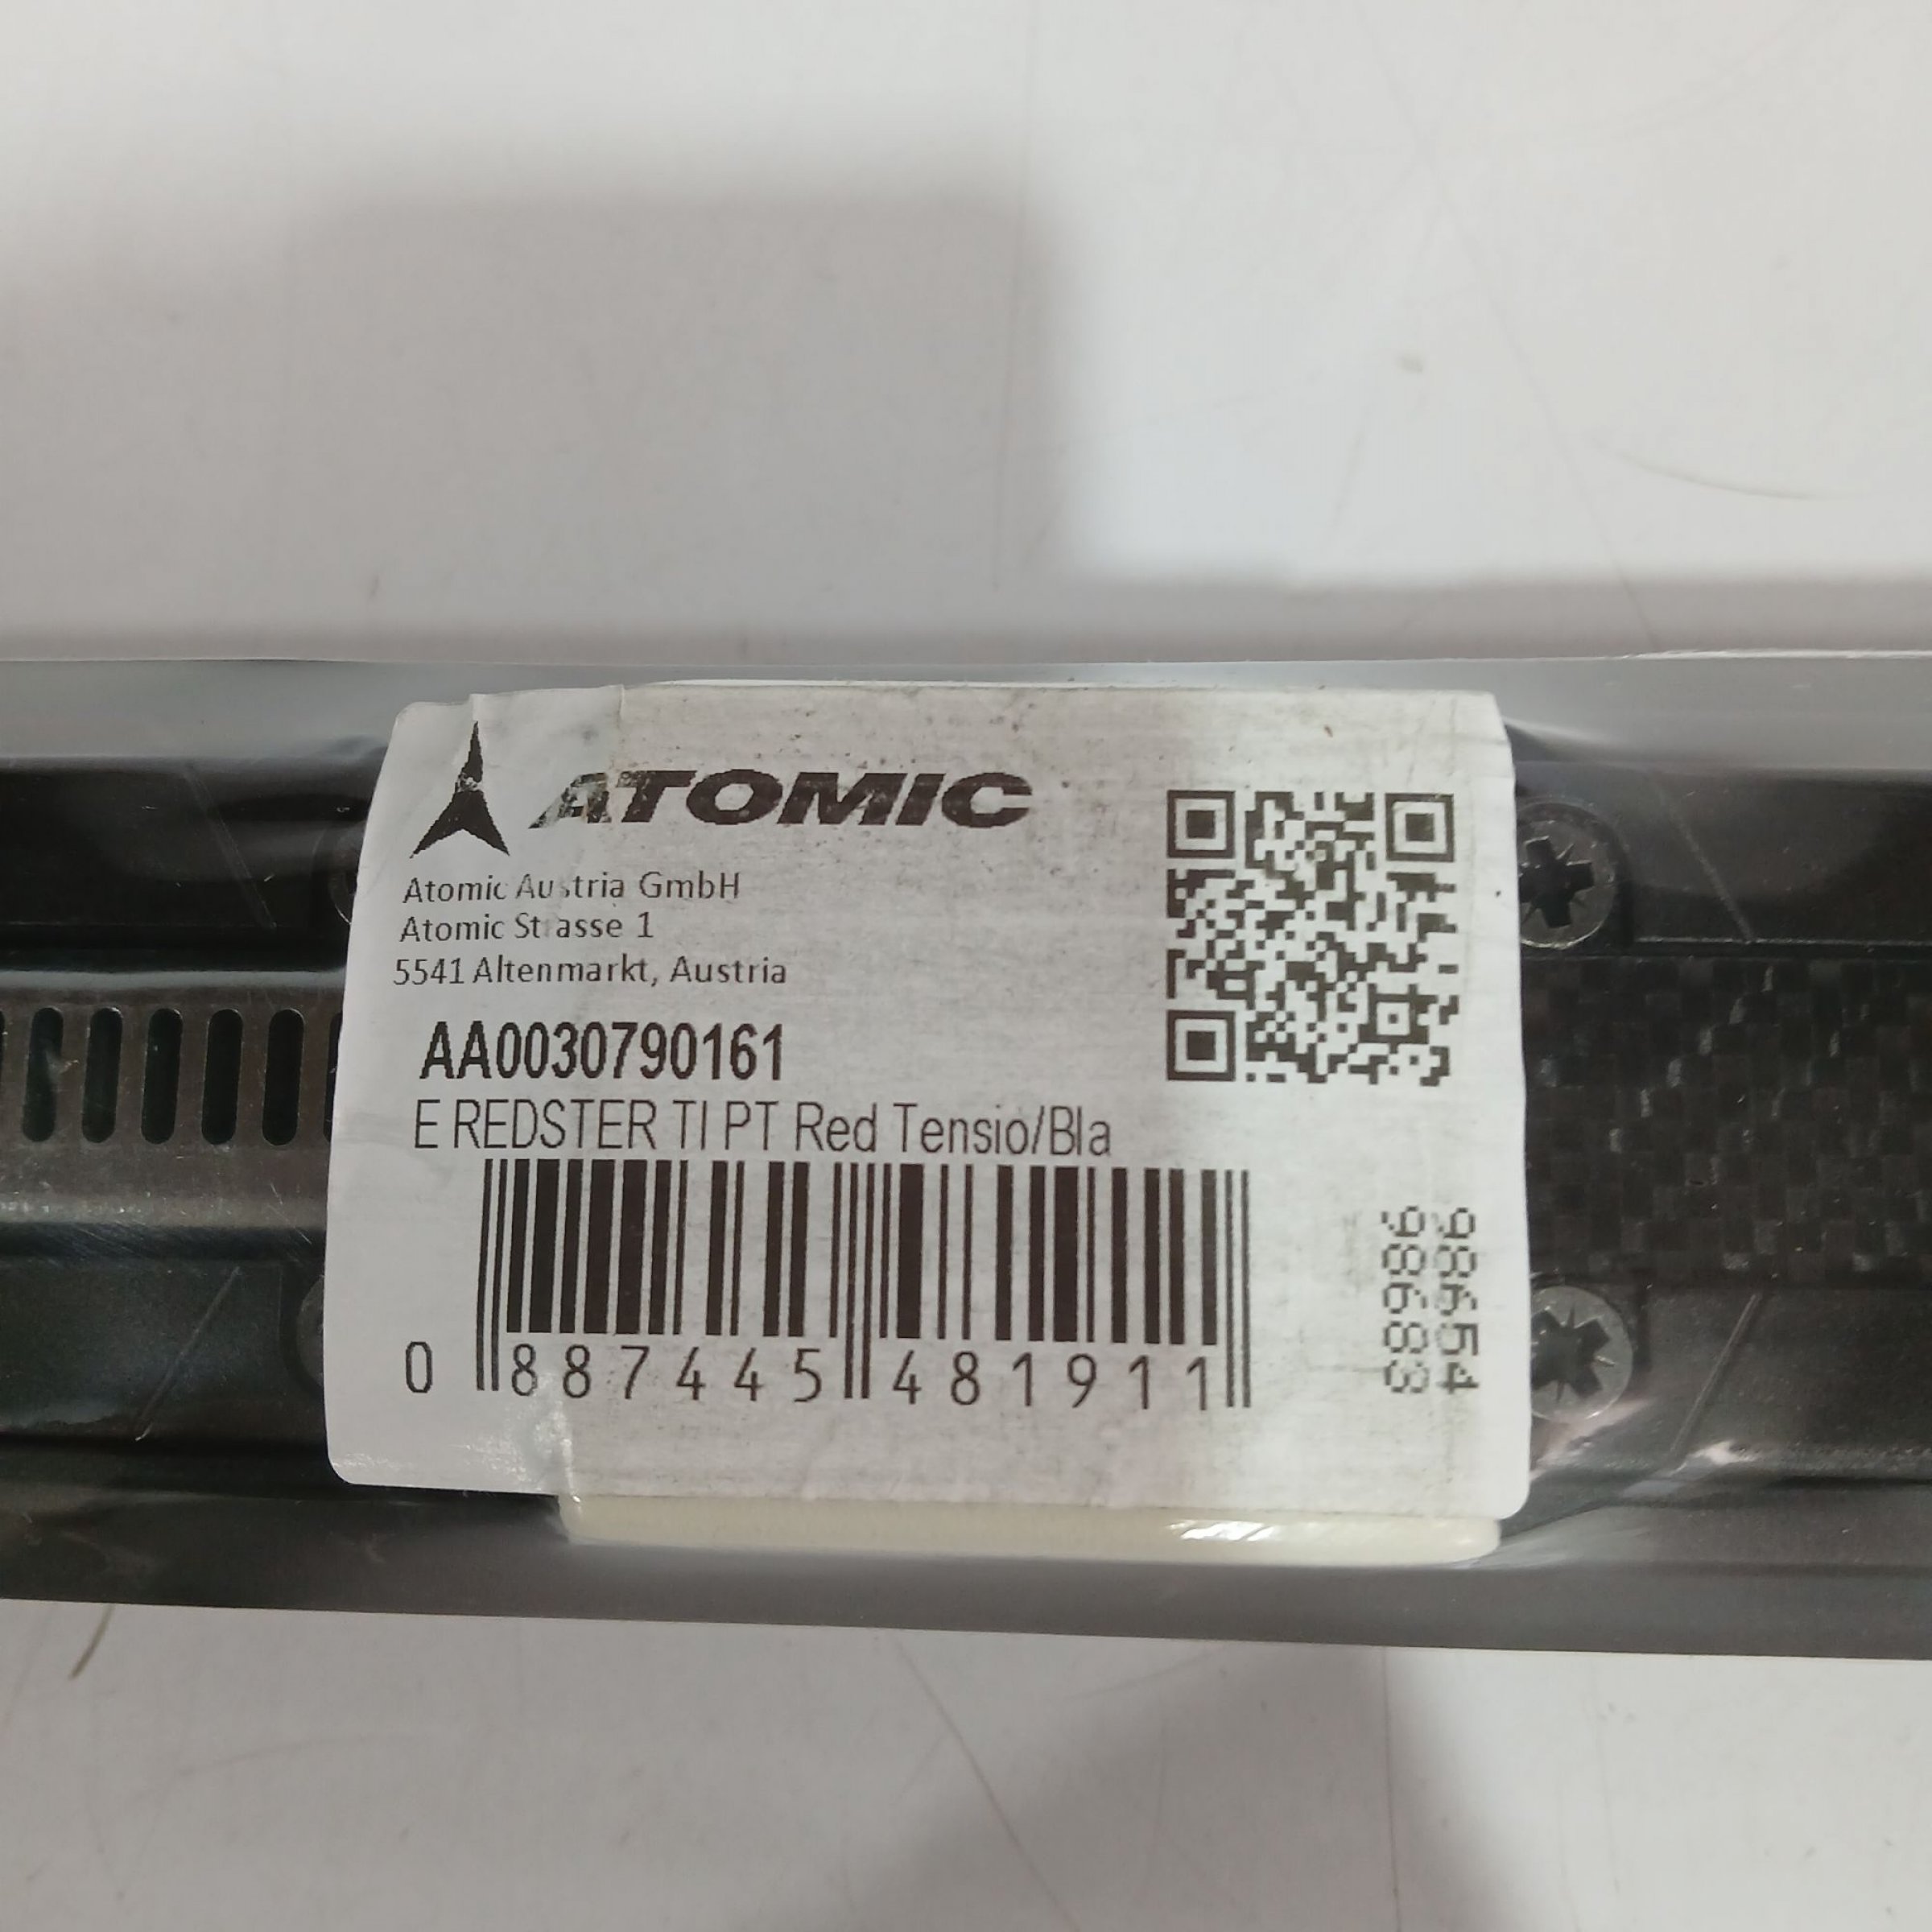 ATOMIC
Atomic Austria GmbH
Atomic Strasse 1
5541 Altenmarkt, Austria
AA0030790161
E REDSTER TI PT Red Tensio/Bla
0 887445 481911
98654
98683